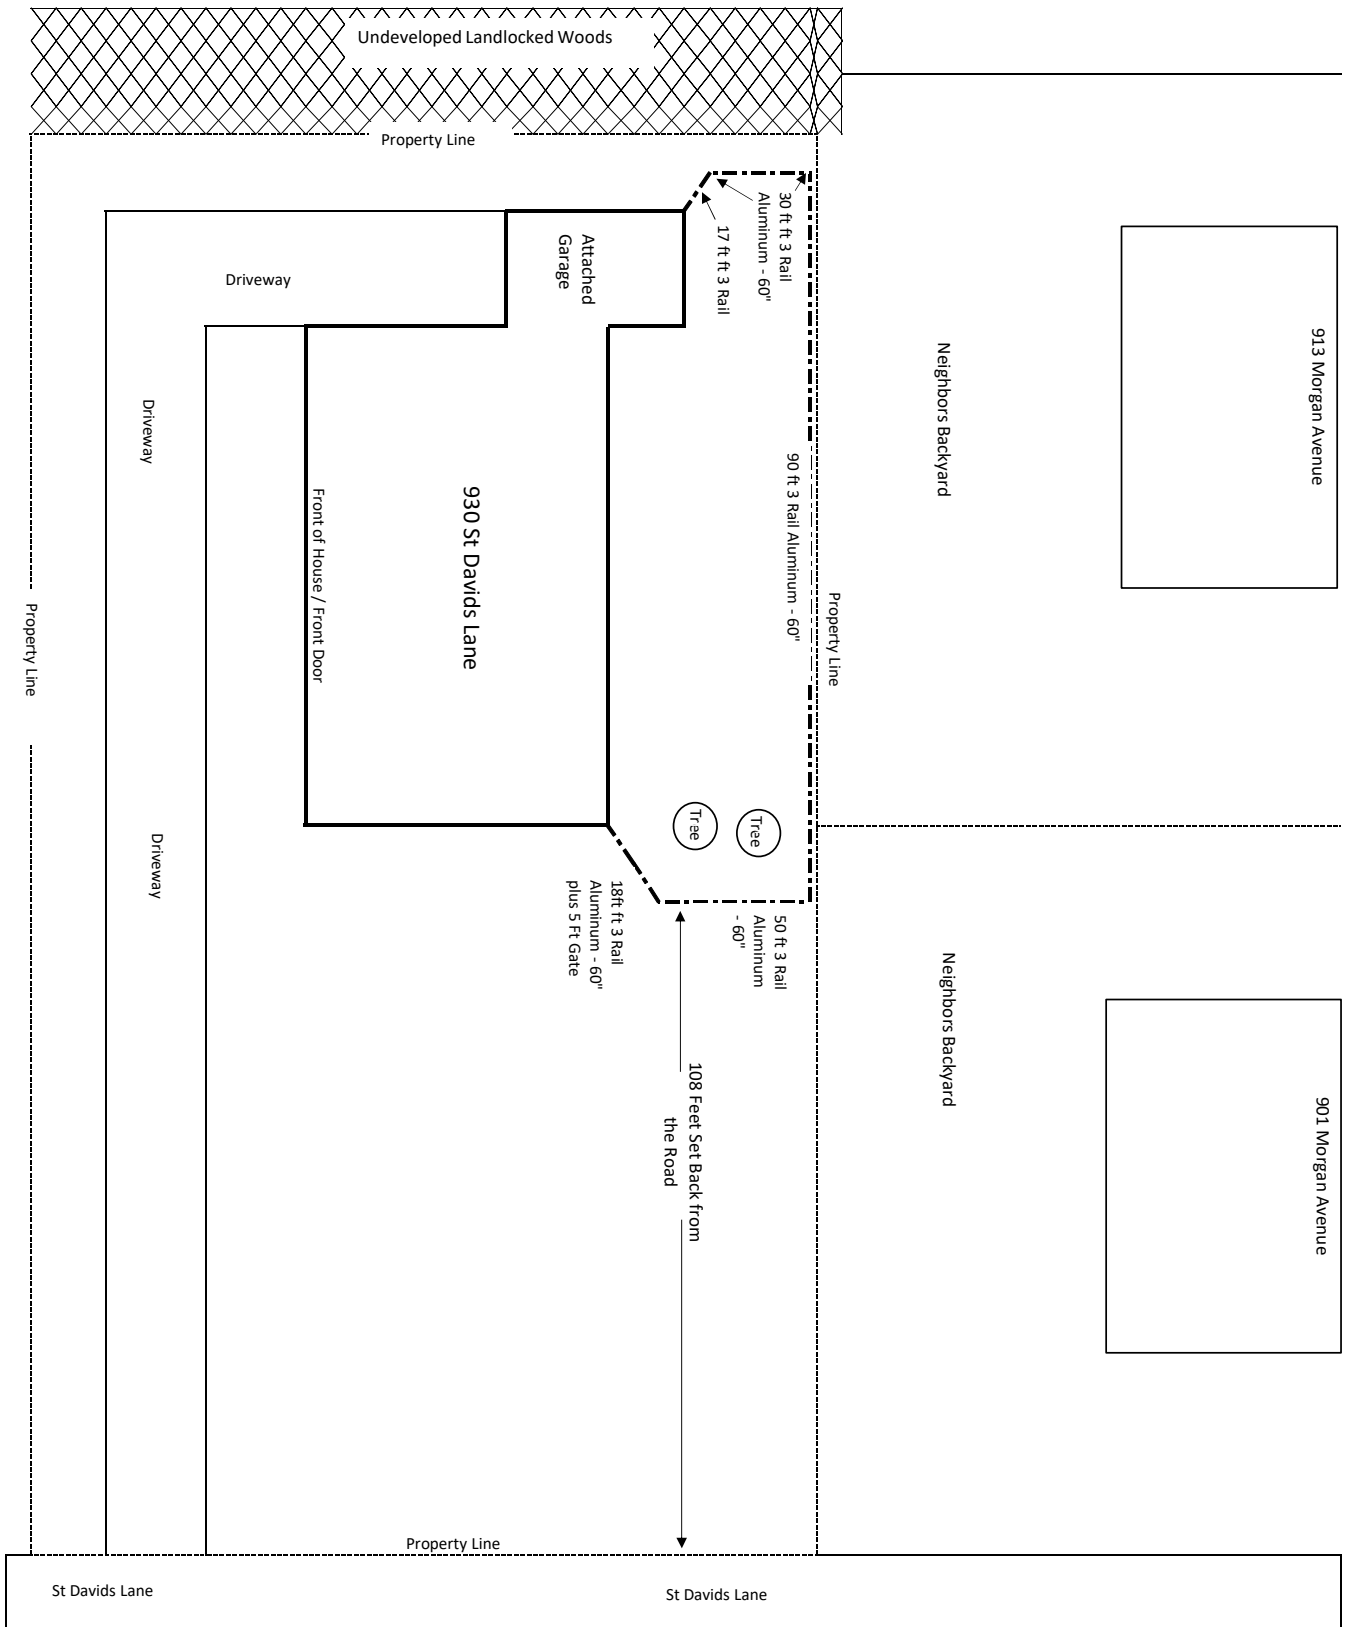 Undeveloped Landlocked Woods
Property Line
30 ft ft 3 Rail
Aluminum - 60"
17 ft ft 3 Rail
Attached
Garage
Driveway
913 Morgan Avenue
Neighbors Backyard
Driveway
90 ft 3 Rail Aluminum - 60"
930 St Davids Lane
Front of House / Front Door
Property Line
Property Line
Tree
Tree
Driveway
18ft ft 3 Rail
Aluminum - 60"
plus 5 Ft Gate
50 ft 3 Rail
Aluminum
- 60"
Neighbors Backyard
901 Morgan Avenue
108 Feet Set Back from
the Road
Property Line
St Davids Lane
St Davids Lane